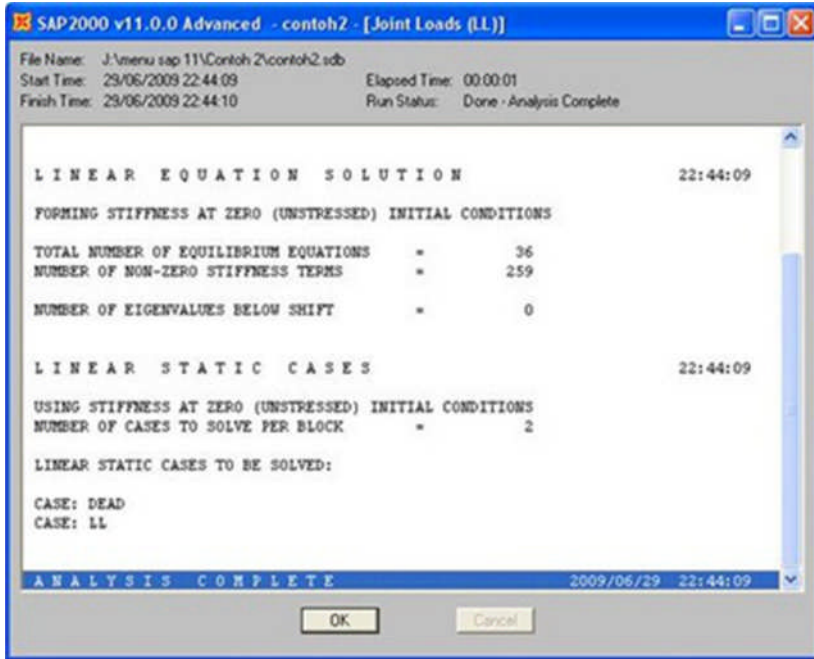 SAP2000 v11.0.0 Advanced - contoh2 - [Joint Loads (LL)]
File Name: J:\menu sap 11\Contoh 2\contoh2.sdb
Start Time: 29/06/2009 22:44:09 Elapsed Time: 00:00:01
Finish Time: 29/06/2009 22:44:10 Run Status: Done - Analysis Complete
L I N E A R   E Q U A T I O N   S O L U T I O N 22:44:09
FORMING STIFFNESS AT ZERO (UNSTRESSED) INITIAL CONDITIONS
TOTAL NUMBER OF EQUILIBRIUM EQUATIONS = 36
NUMBER OF NON-ZERO STIFFNESS TERMS = 259
NUMBER OF EIGENVALUES BELOW SHIFT = 0
L I N E A R   S T A T I C   C A S E S 22:44:09
USING STIFFNESS AT ZERO (UNSTRESSED) INITIAL CONDITIONS
NUMBER OF CASES TO SOLVE PER BLOCK = 2
LINEAR STATIC CASES TO BE SOLVED:
CASE: DEAD
CASE: LL
A N A L Y S I S   C O M P L E T E 2009/06/29 22:44:09
OK Cancel